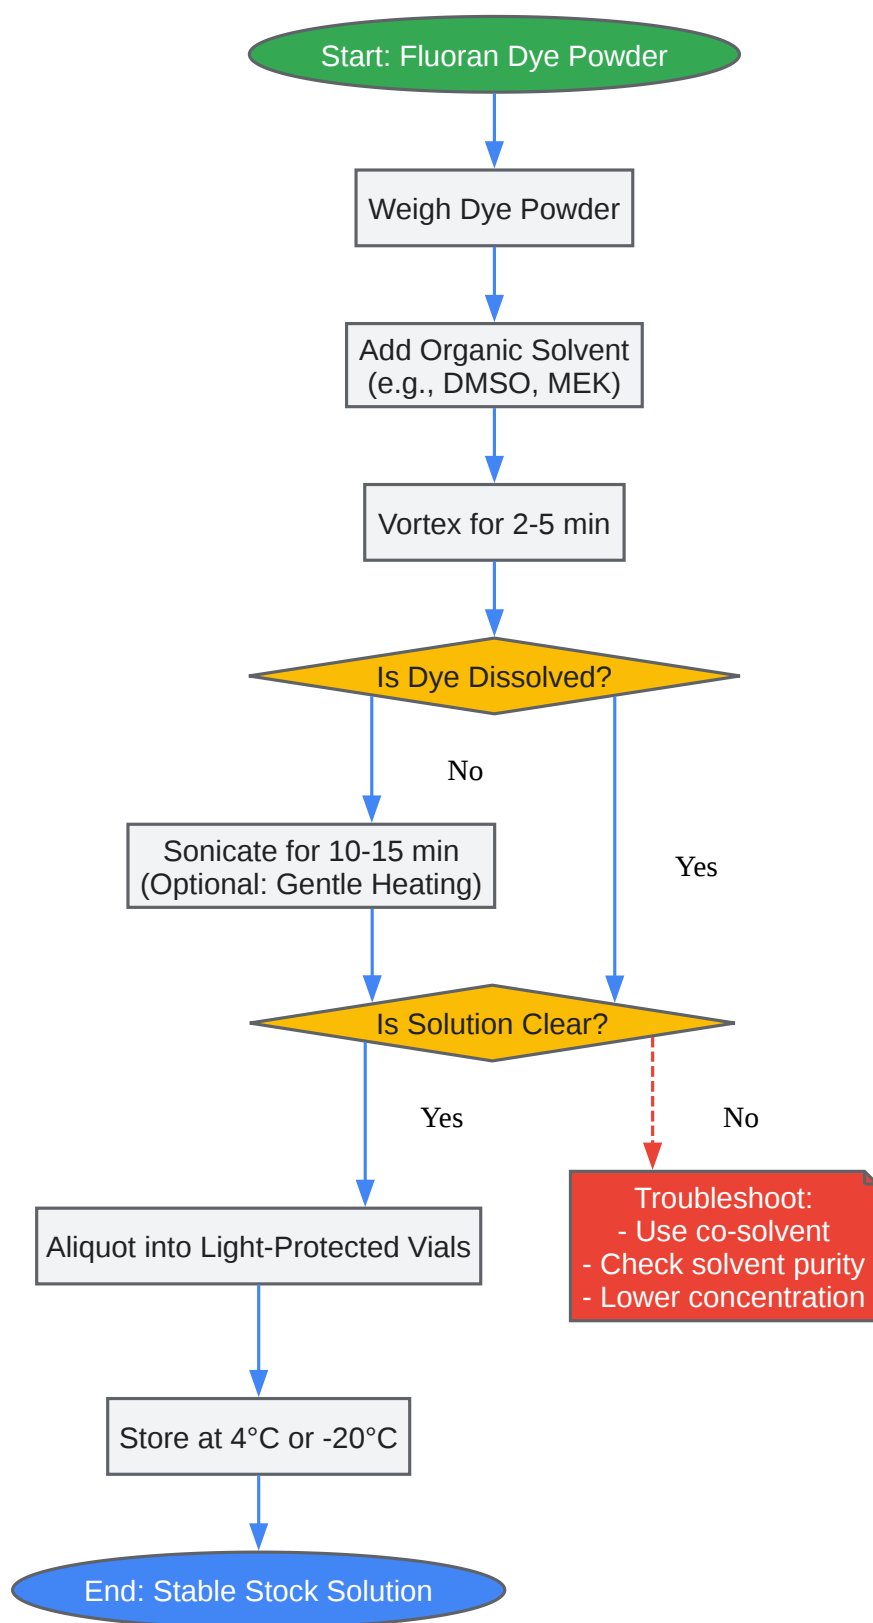 Start: Fluoran Dye Powder
Weigh Dye Powder
Add Organic Solvent
(e.g., DMSO, MEK)
Vortex for 2-5 min
Is Dye Dissolved?
No
Sonicate for 10-15 min
(Optional: Gentle Heating)
Yes
Is Solution Clear?
Yes
No
Troubleshoot:
- Use co-solvent
- Check solvent purity
- Lower concentration
Aliquot into Light-Protected Vials
Store at 4°C or -20°C
End: Stable Stock Solution